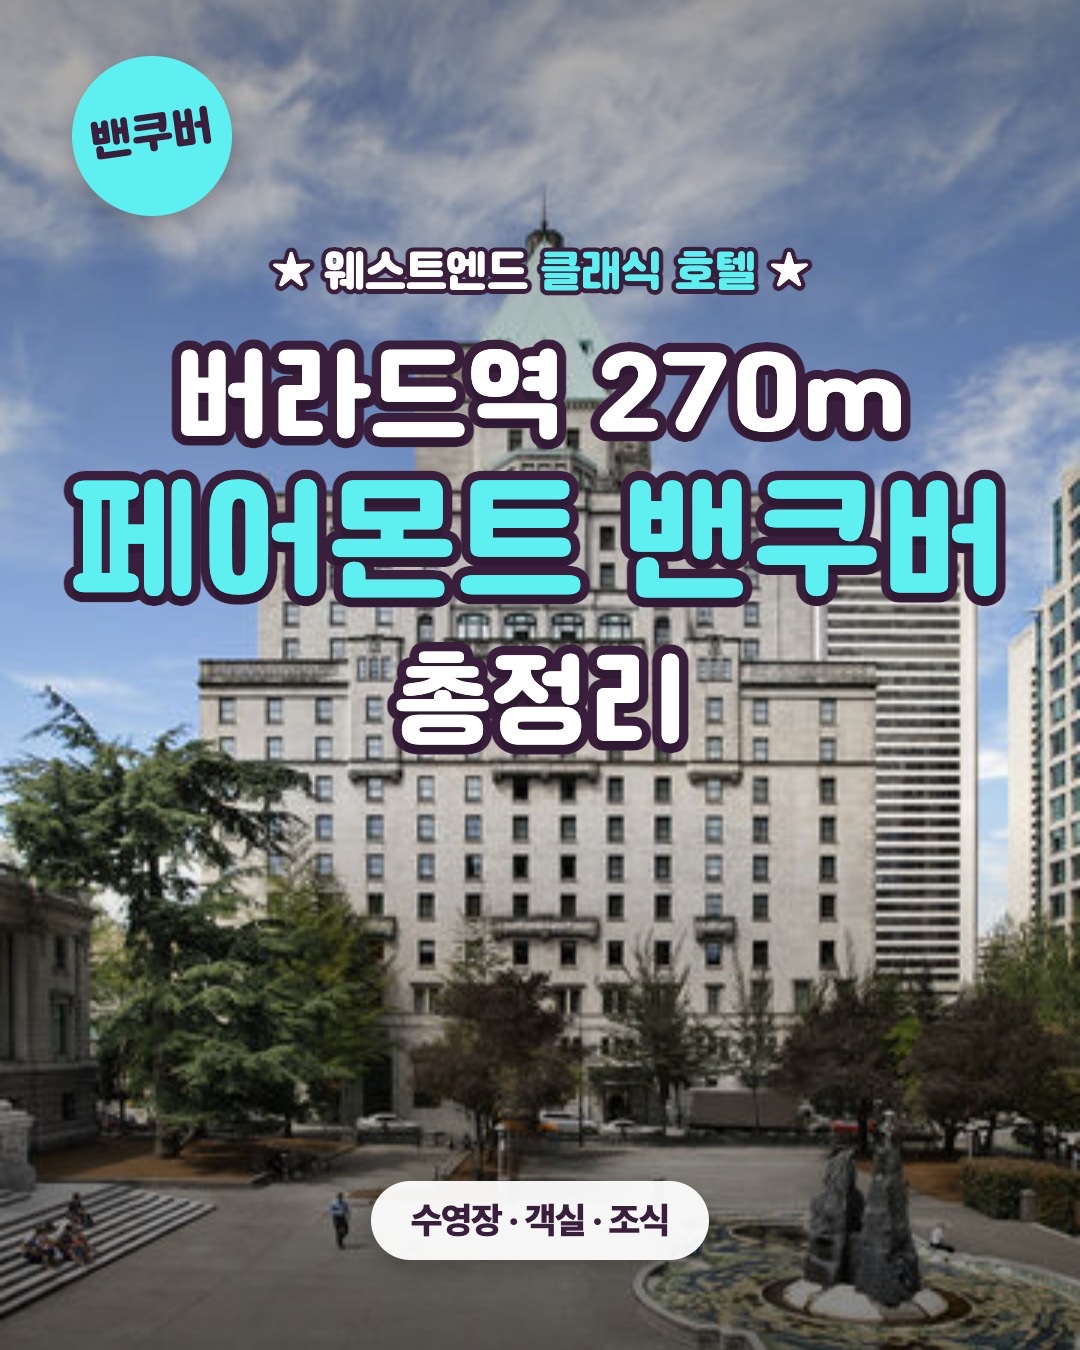 밴쿠버
★ 웨스트엔드 클래식 호텔 ★
버라드역 270m
페어몬트 밴쿠버
총정리
수영장 · 객실 · 조식